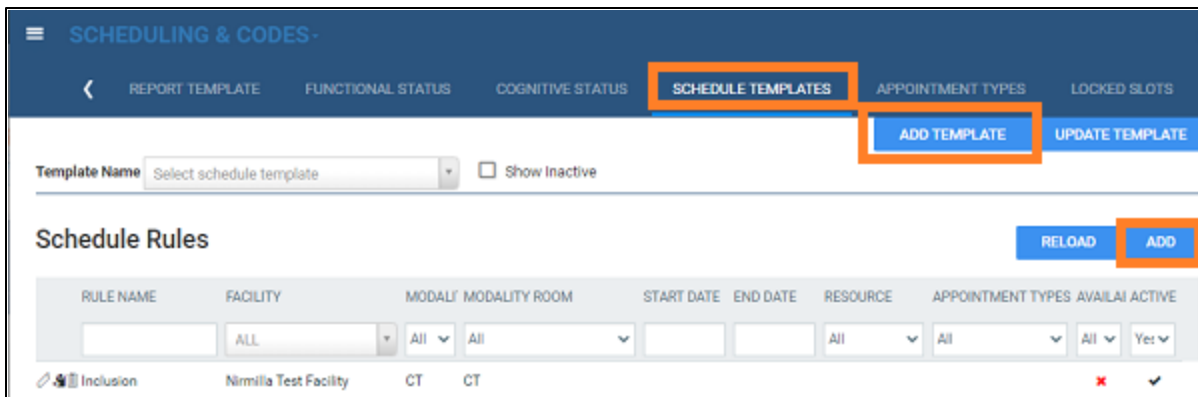 SCHEDULING & CODES
REPORT TEMPLATE FUNCTIONAL STATUS COGNITIVE STATUS SCHEDULE TEMPLATES APPOINTMENT TYPES LOCKED SLOTS
ADD TEMPLATE UPDATE TEMPLATE
Template Name Select schedule template Show Inactive
Schedule Rules RELOAD ADD
RULE NAME FACILITY MODALI MODALITY ROOM START DATE END DATE RESOURCE APPOINTMENT TYPES AVAILAI ACTIVE
ALL All All All All All Yes
Inclusion Nirmilla Test Facility CT CT